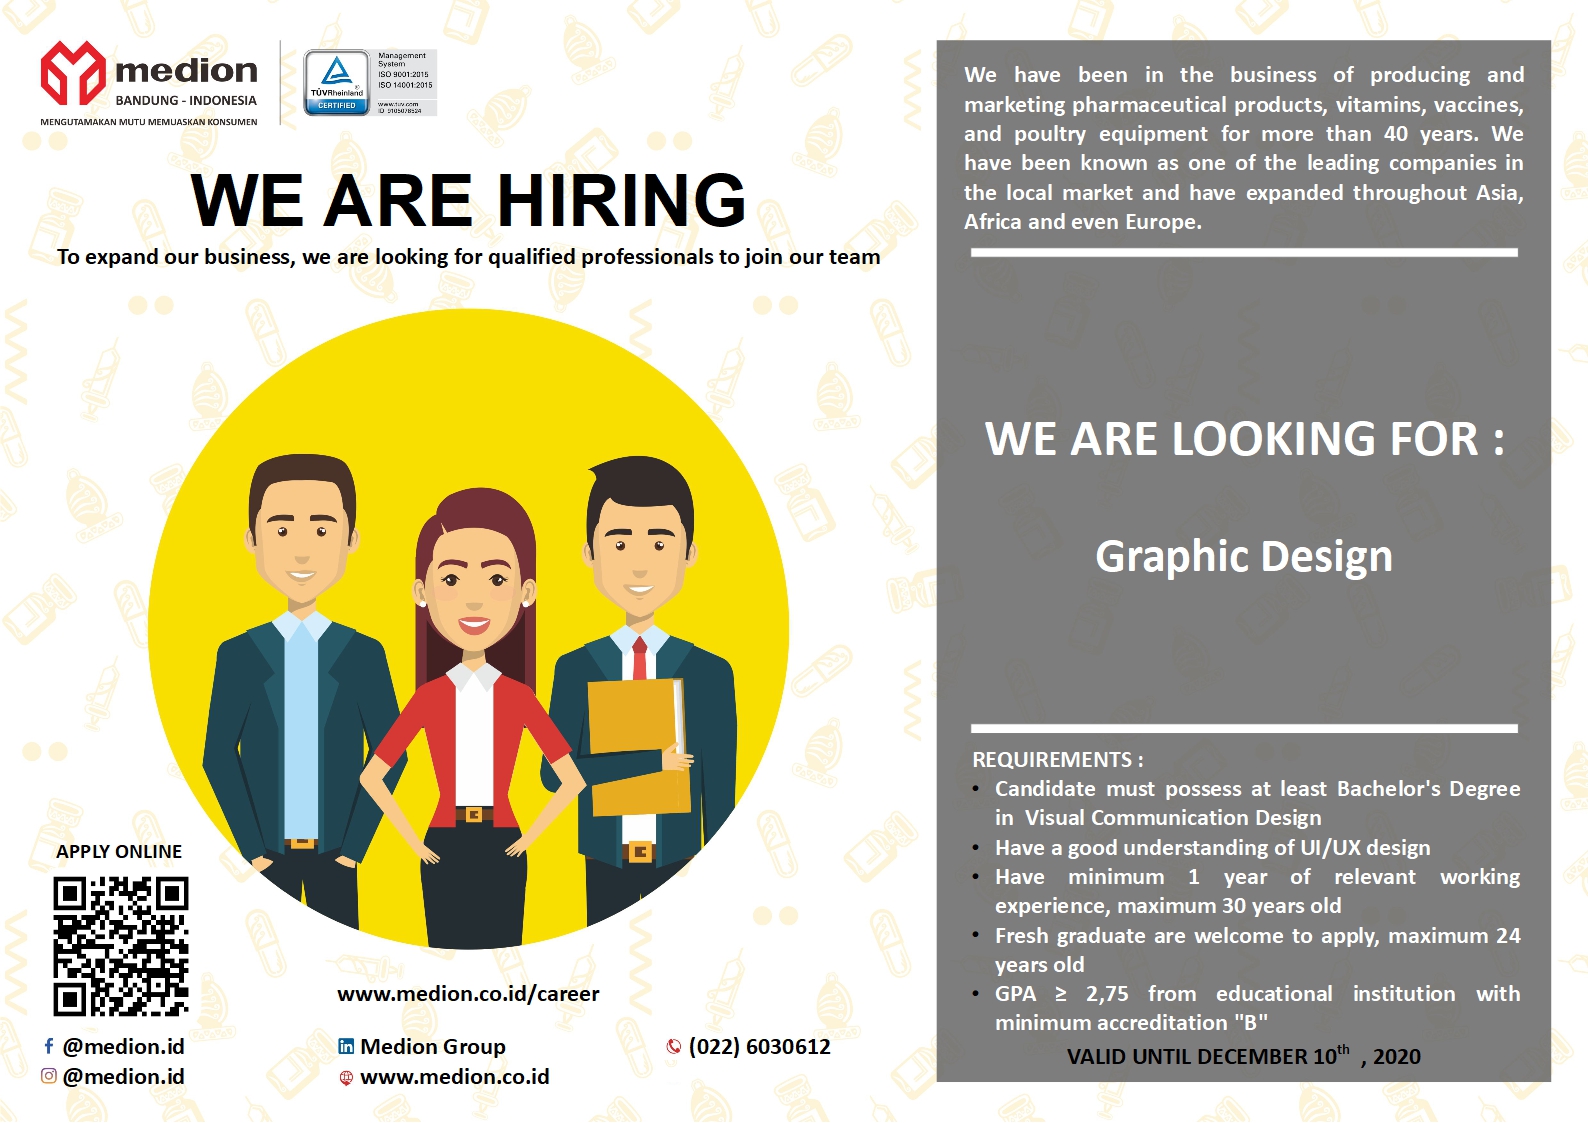 medion
BANDUNG - INDONESIA
MENGUTAMAKAN MUTU MEMUASKAN KONSUMEN
TÜVRheinland
®
CERTIFIED
Management
System
ISO 9001:2015
ISO 14001:2015
www.tuv.com
ID 9105078524
WE ARE HIRING
To expand our business, we are looking for qualified professionals to join our team
APPLY ONLINE
www.medion.co.id/career
@medion.id
@medion.id
Medion Group
www.medion.co.id
(022) 6030612
We have been in the business of producing and
marketing pharmaceutical products, vitamins, vaccines,
and poultry equipment for more than 40 years. We
have been known as one of the leading companies in
the local market and have expanded throughout Asia,
Africa and even Europe.
WE ARE LOOKING FOR :
Graphic Design
REQUIREMENTS :
• Candidate must possess at least Bachelor's Degree
in Visual Communication Design
• Have a good understanding of UI/UX design
• Have minimum 1 year of relevant working
experience, maximum 30 years old
• Fresh graduate are welcome to apply, maximum 24
years old
• GPA ≥ 2,75 from educational institution with
minimum accreditation "B"
VALID UNTIL DECEMBER 10th , 2020